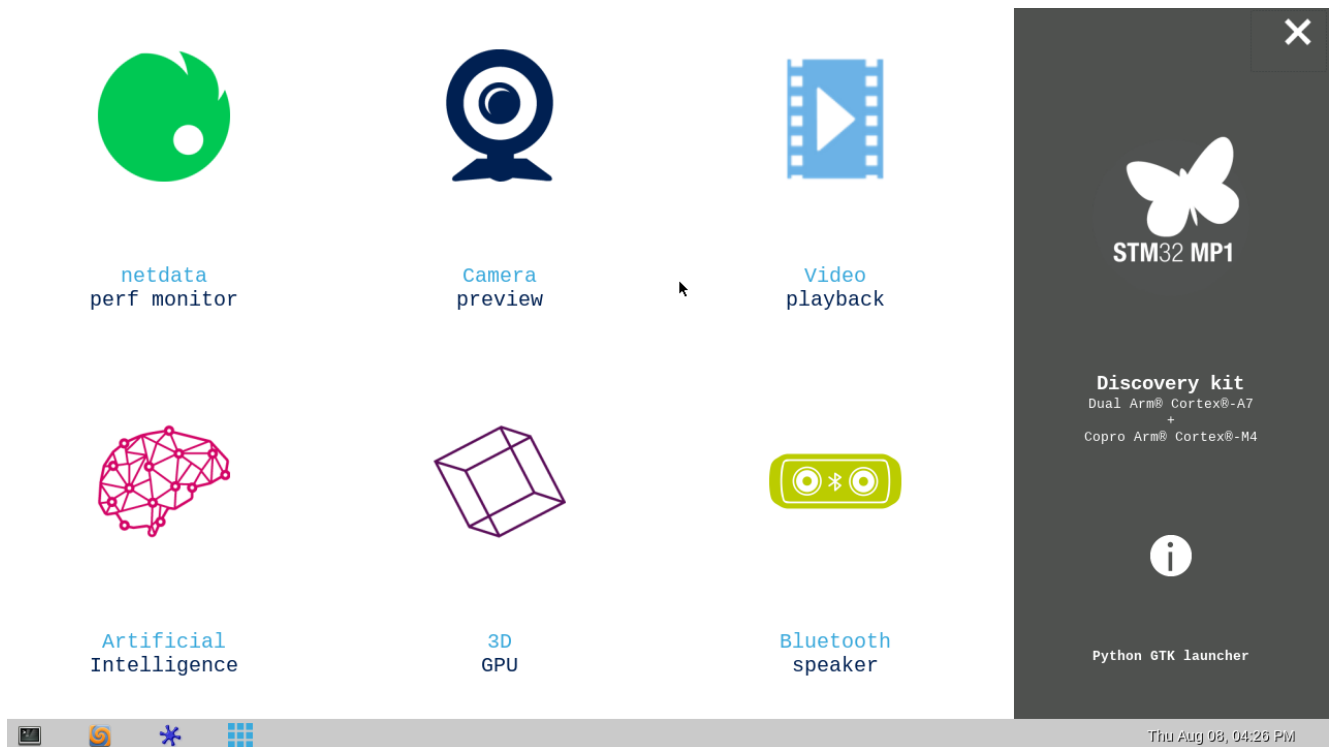 netdata
perf monitor
Camera
preview
Video
playback
Artificial
Intelligence
3D
GPU
Bluetooth
speaker
STM32 MP1
Discovery kit
Dual Arm® Cortex®-A7
+
Copro Arm® Cortex®-M4
Python GTK launcher
Thu Aug 08, 04:26 PM